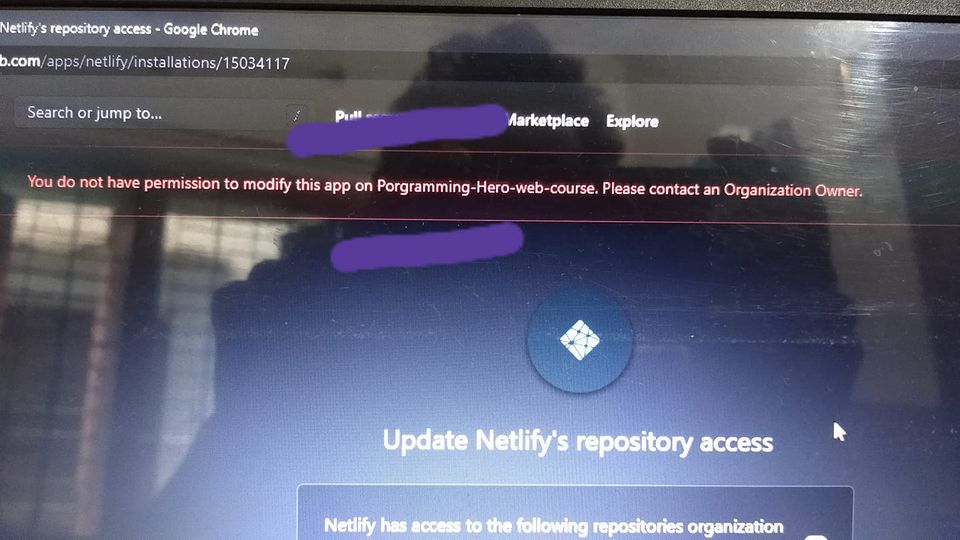 Netlify's repository access - Google Chrome
b.com/apps/netlify/installations/15034117
Search or jump to... /
Marketplace Explore
You do not have permission to modify this app on Porgramming-Hero-web-course. Please contact an Organization Owner.
Update Netlify's repository access
Netlify has access to the following repositories organization